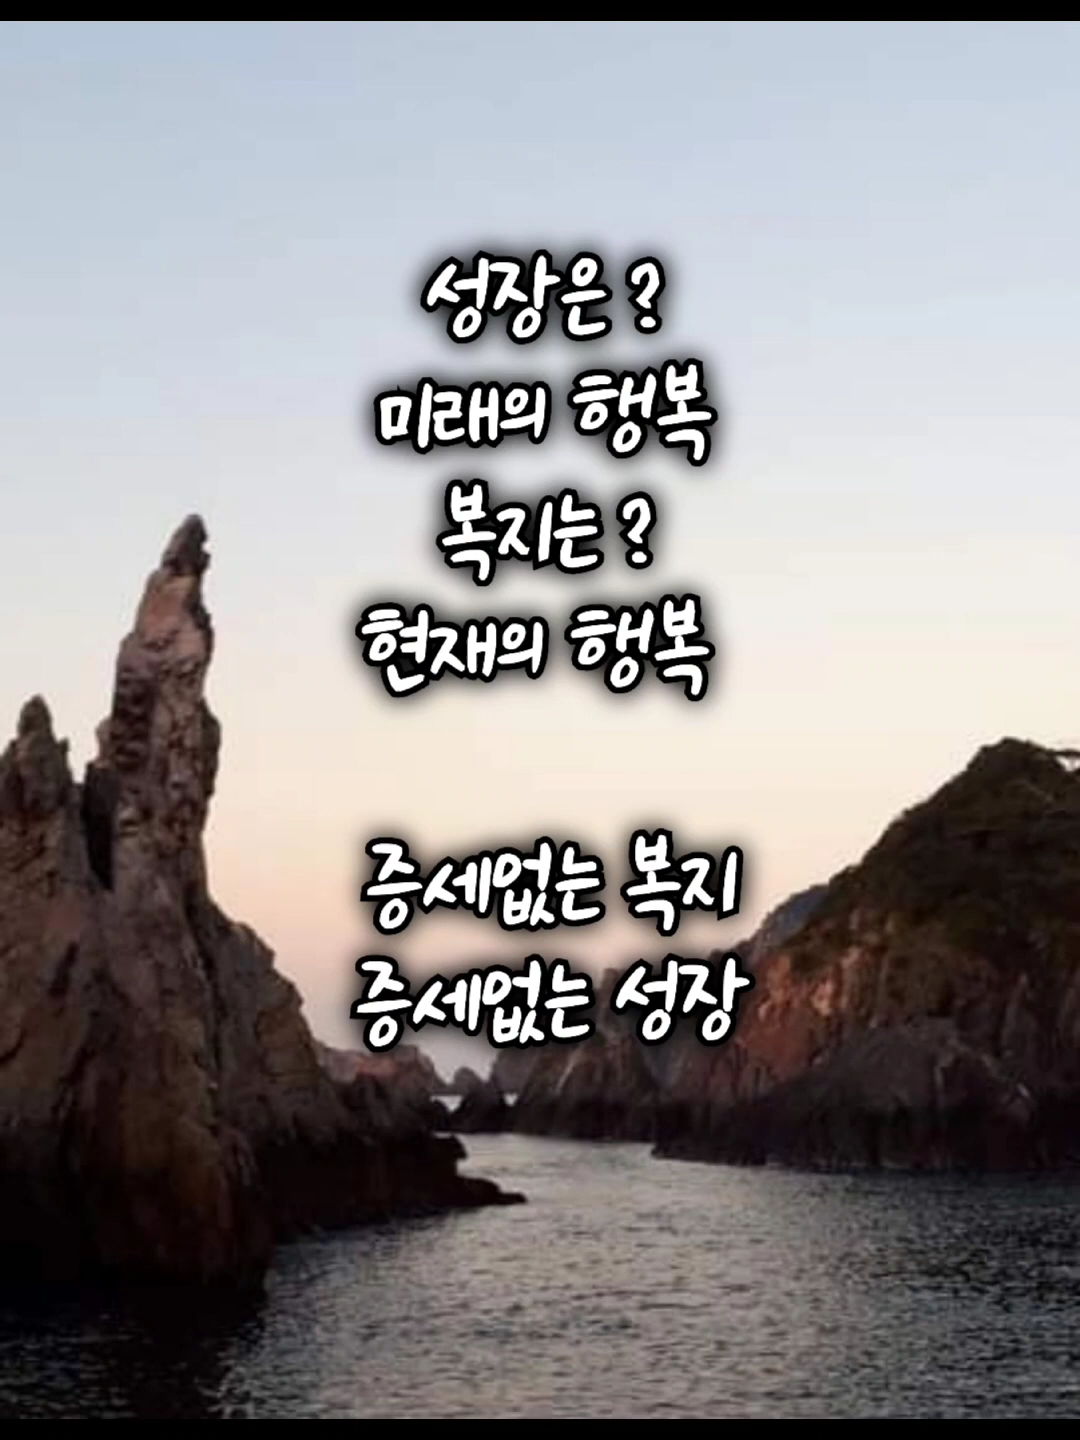 성장은?
미래의 행복
복지는?
현재의 행복
증세없는 복지
증세없는 성장